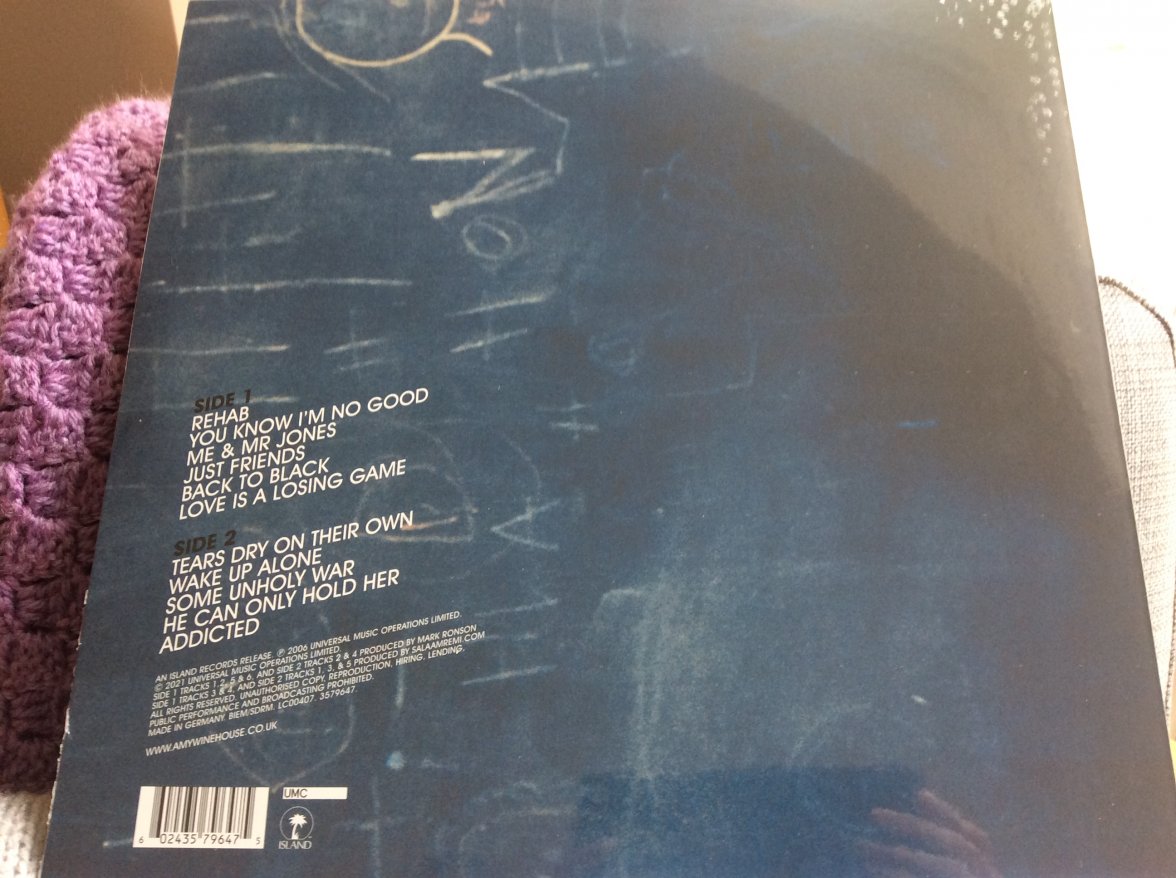 SIDE 1
REHAB
YOU KNOW I'M NO GOOD
ME & MR JONES
JUST FRIENDS
BACK TO BLACK
LOVE IS A LOSING GAME
SIDE 2
TEARS DRY ON THEIR OWN
WAKE UP ALONE
SOME UNHOLY WAR
HE CAN ONLY HOLD HER
ADDICTED
AN ISLAND RECORDS RELEASE. ℗ 2006 UNIVERSAL MUSIC OPERATIONS LIMITED.
© 2021 UNIVERSAL MUSIC OPERATIONS LIMITED.
SIDE 1 TRACKS 1,2, 5 & 6, AND SIDE 2 TRACKS 2 & 4 PRODUCED BY MARK RONSON
SIDE 1 TRACKS 3 & 4, AND SIDE 2 TRACKS 1, 3, & 5 PRODUCED BY SALAAMREMI.COM
ALL RIGHTS RESERVED. UNAUTHORISED COPY, REPRODUCTION, HIRING, LENDING,
PUBLIC PERFORMANCE AND BROADCASTING PROHIBITED.
MADE IN GERMANY. BIEM/SDRM. LC00407. 3579647.
WWW.AMYWINEHOUSE.CO.UK
UMC
6 02435 79647 5
ISLAND